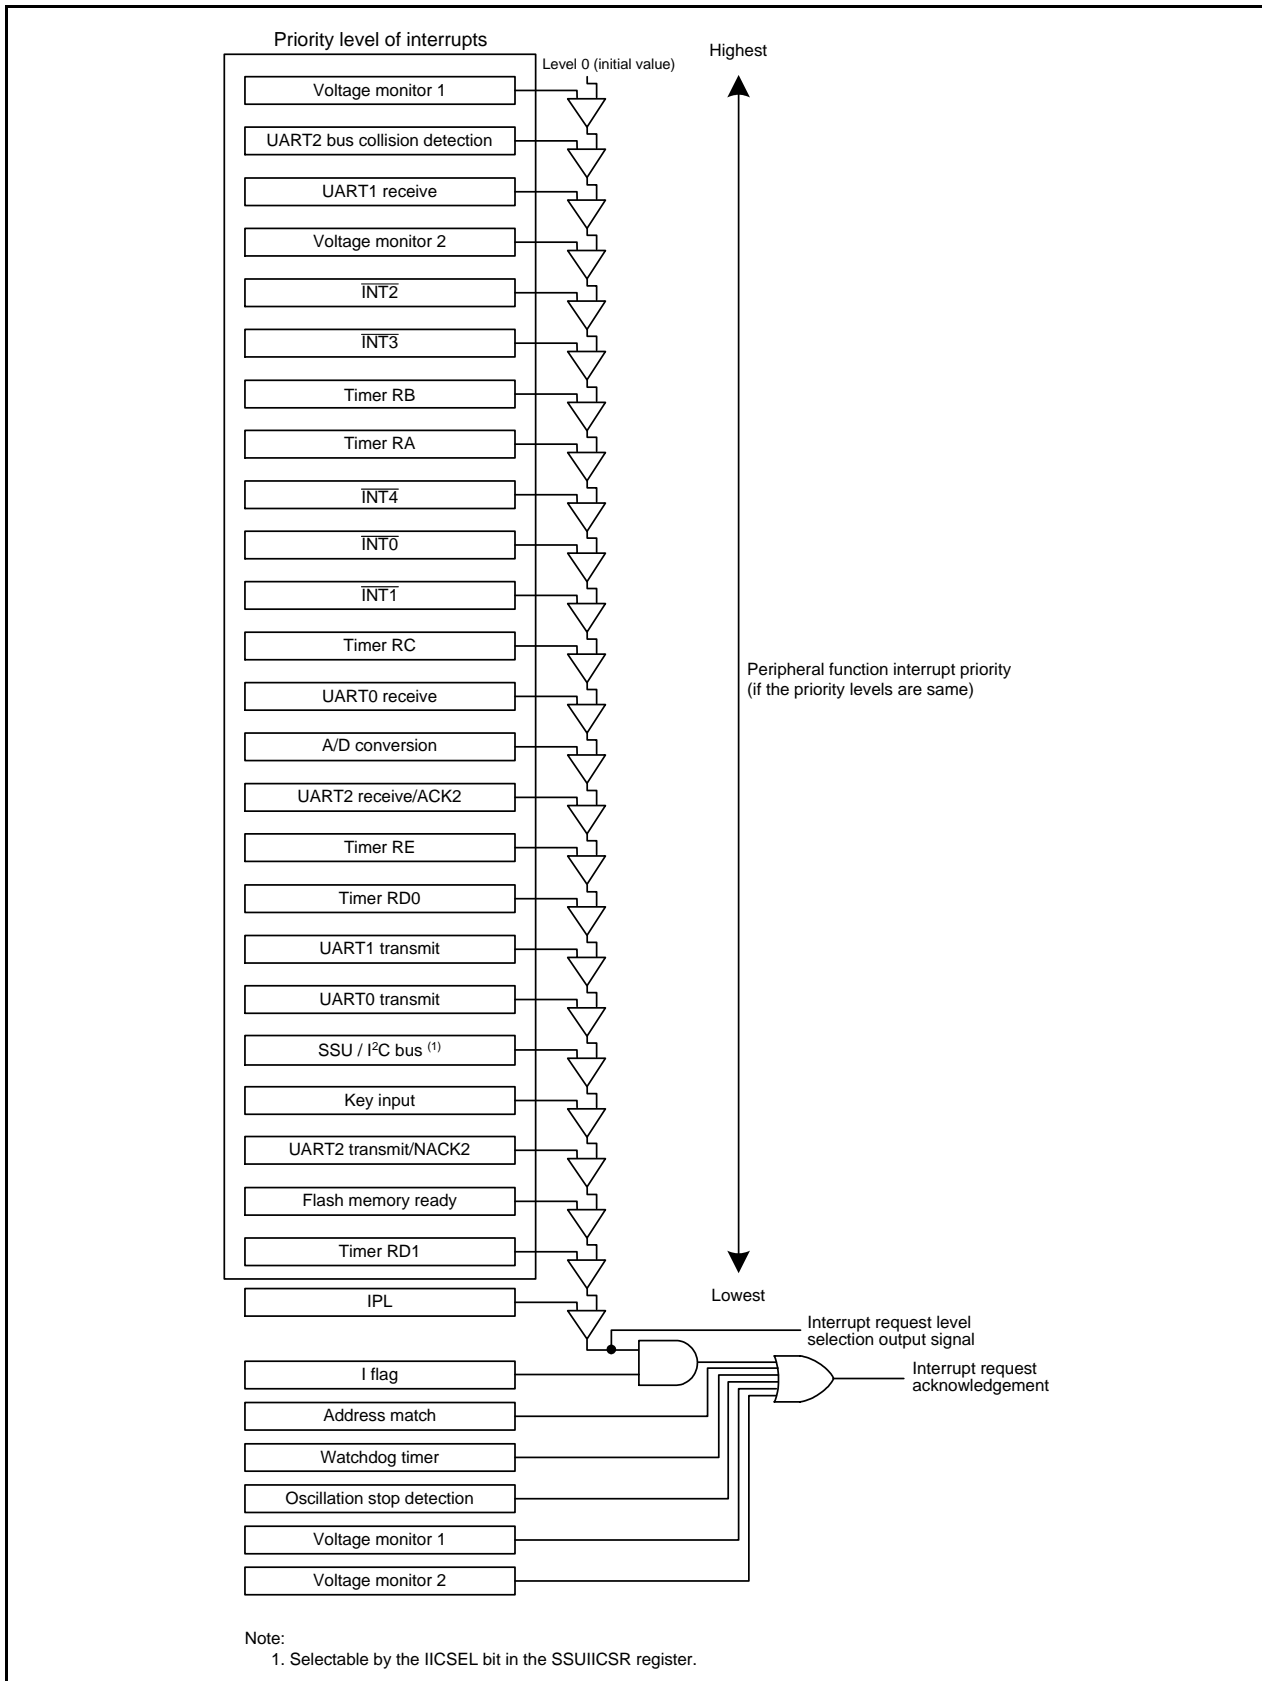 Priority level of interrupts
Level 0 (initial value)
Highest
Voltage monitor 1
UART2 bus collision detection
UART1 receive
Voltage monitor 2
INT2
INT3
Timer RB
Timer RA
INT4
INT0
INT1
Timer RC
Peripheral function interrupt priority
(if the priority levels are same)
UART0 receive
A/D conversion
UART2 receive/ACK2
Timer RE
Timer RD0
UART1 transmit
UART0 transmit
SSU / I²C bus (1)
Key input
UART2 transmit/NACK2
Flash memory ready
Timer RD1
Lowest
IPL
Interrupt request level
selection output signal
I flag
Interrupt request
acknowledgement
Address match
Watchdog timer
Oscillation stop detection
Voltage monitor 1
Voltage monitor 2
Note:
1. Selectable by the IICSEL bit in the SSUIICSR register.